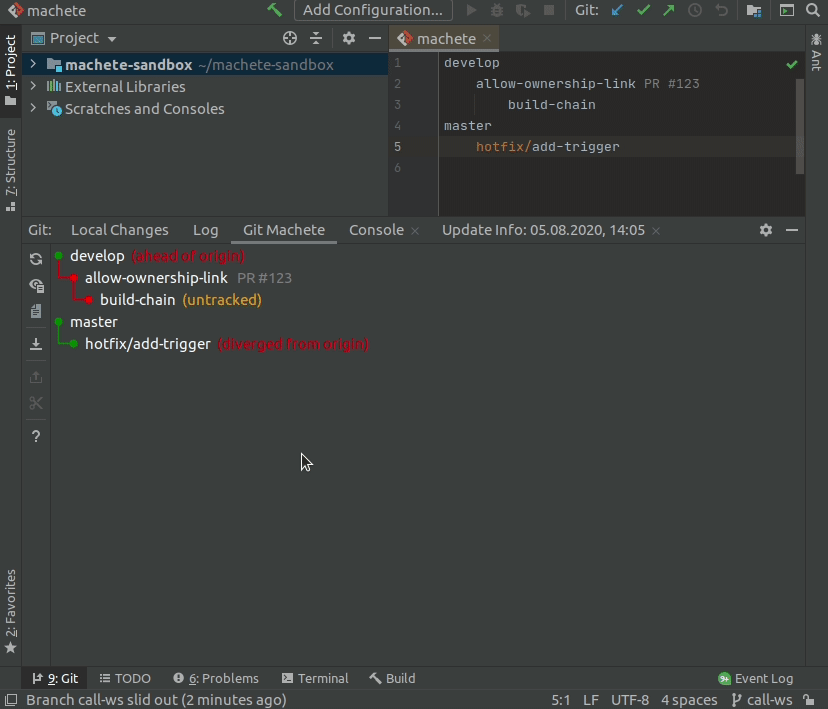 machete
Add Configuration...
Git:
1: Project
Project
machete
Ant
machete-sandbox ~/machete-sandbox
External Libraries
Scratches and Consoles
1 develop
2 allow-ownership-link PR #123
3 build-chain
4 master
5 hotfix/add-trigger
6
7: Structure
Git: Local Changes Log Git Machete Console Update Info: 05.08.2020, 14:05
develop (ahead of origin)
allow-ownership-link PR #123
build-chain (untracked)
master
hotfix/add-trigger (diverged from origin)
?
2: Favorites
9: Git TODO 6: Problems Terminal Build 9+ Event Log
Branch call-ws slid out (2 minutes ago) 5:1 LF UTF-8 4 spaces call-ws